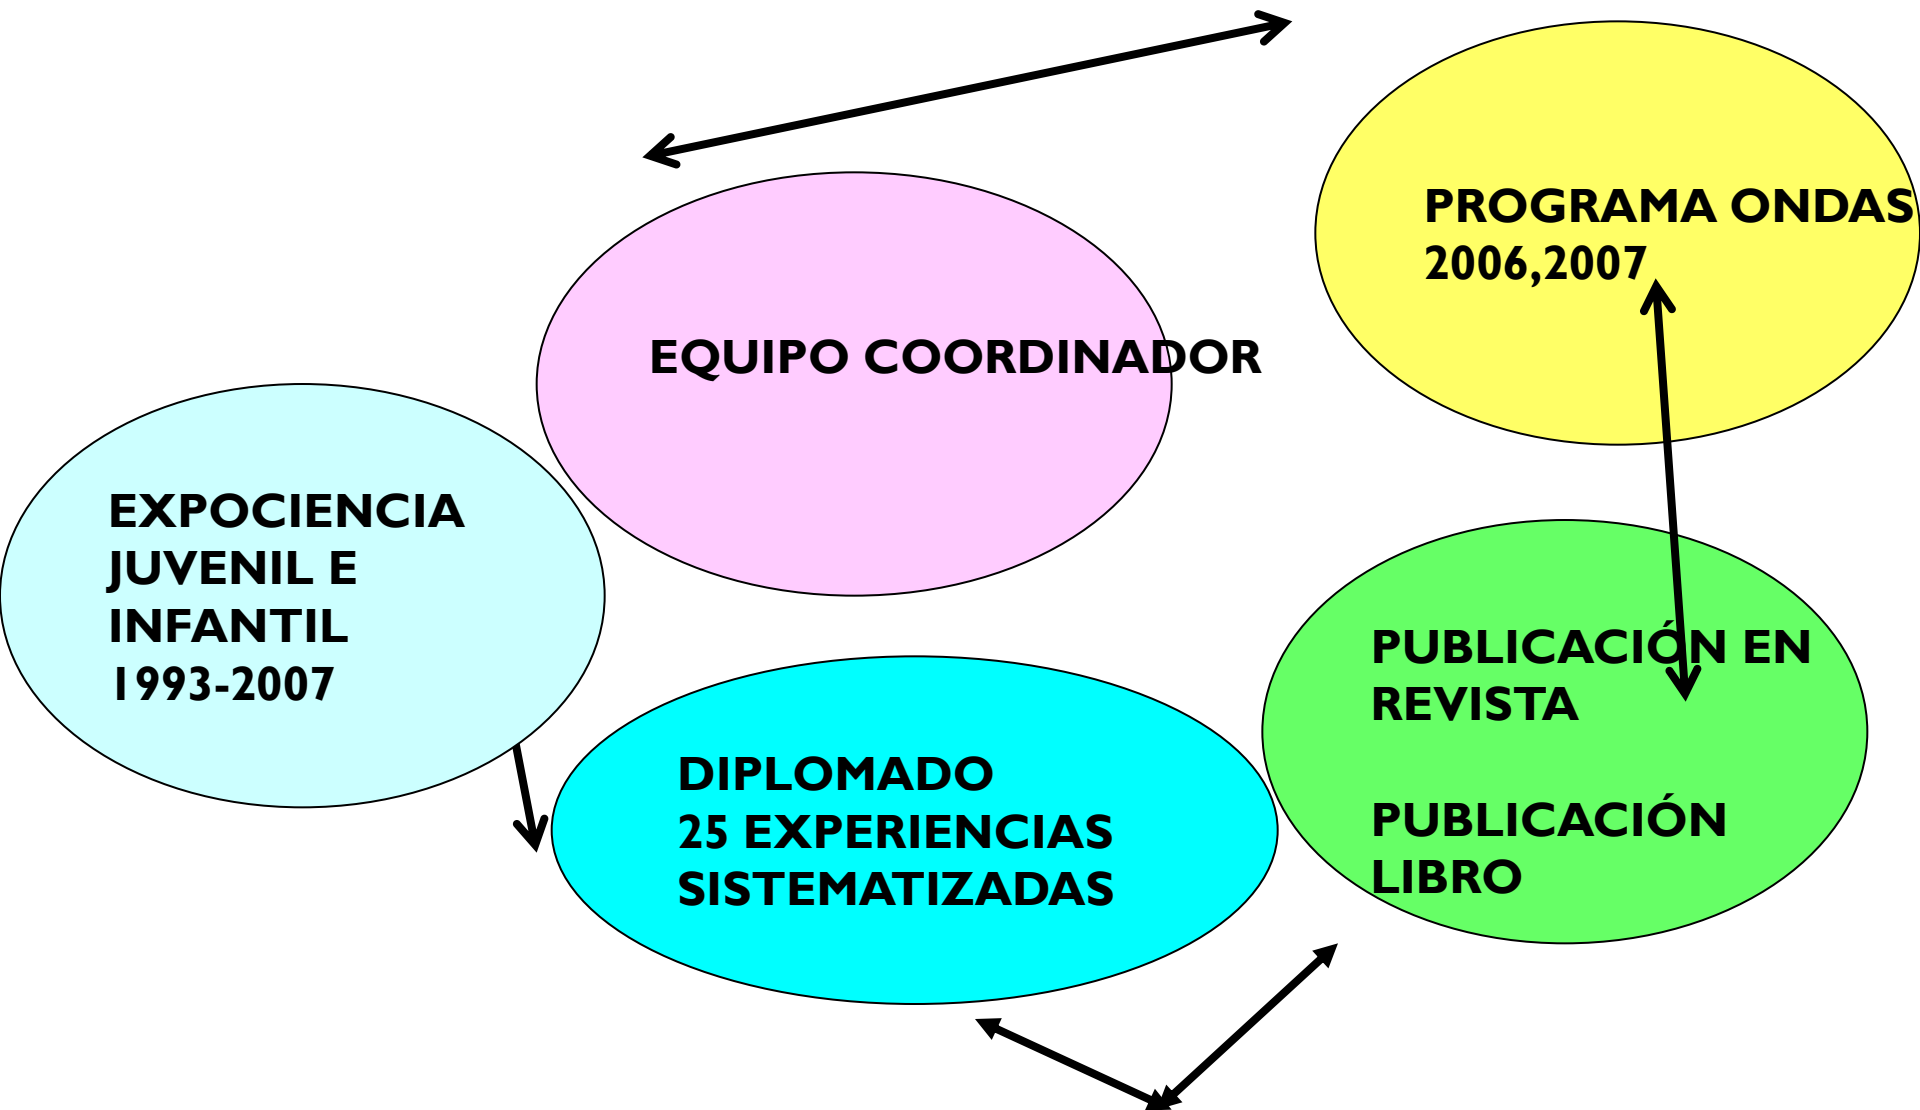 PROGRAMA ONDAS
2006,2007
EQUIPO COORDINADOR
EXPOCIENCIA
JUVENIL E
INFANTIL
1993-2007
DIPLOMADO
25 EXPERIENCIAS
SISTEMATIZADAS
PUBLICACIÓN EN
REVISTA
PUBLICACIÓN
LIBRO